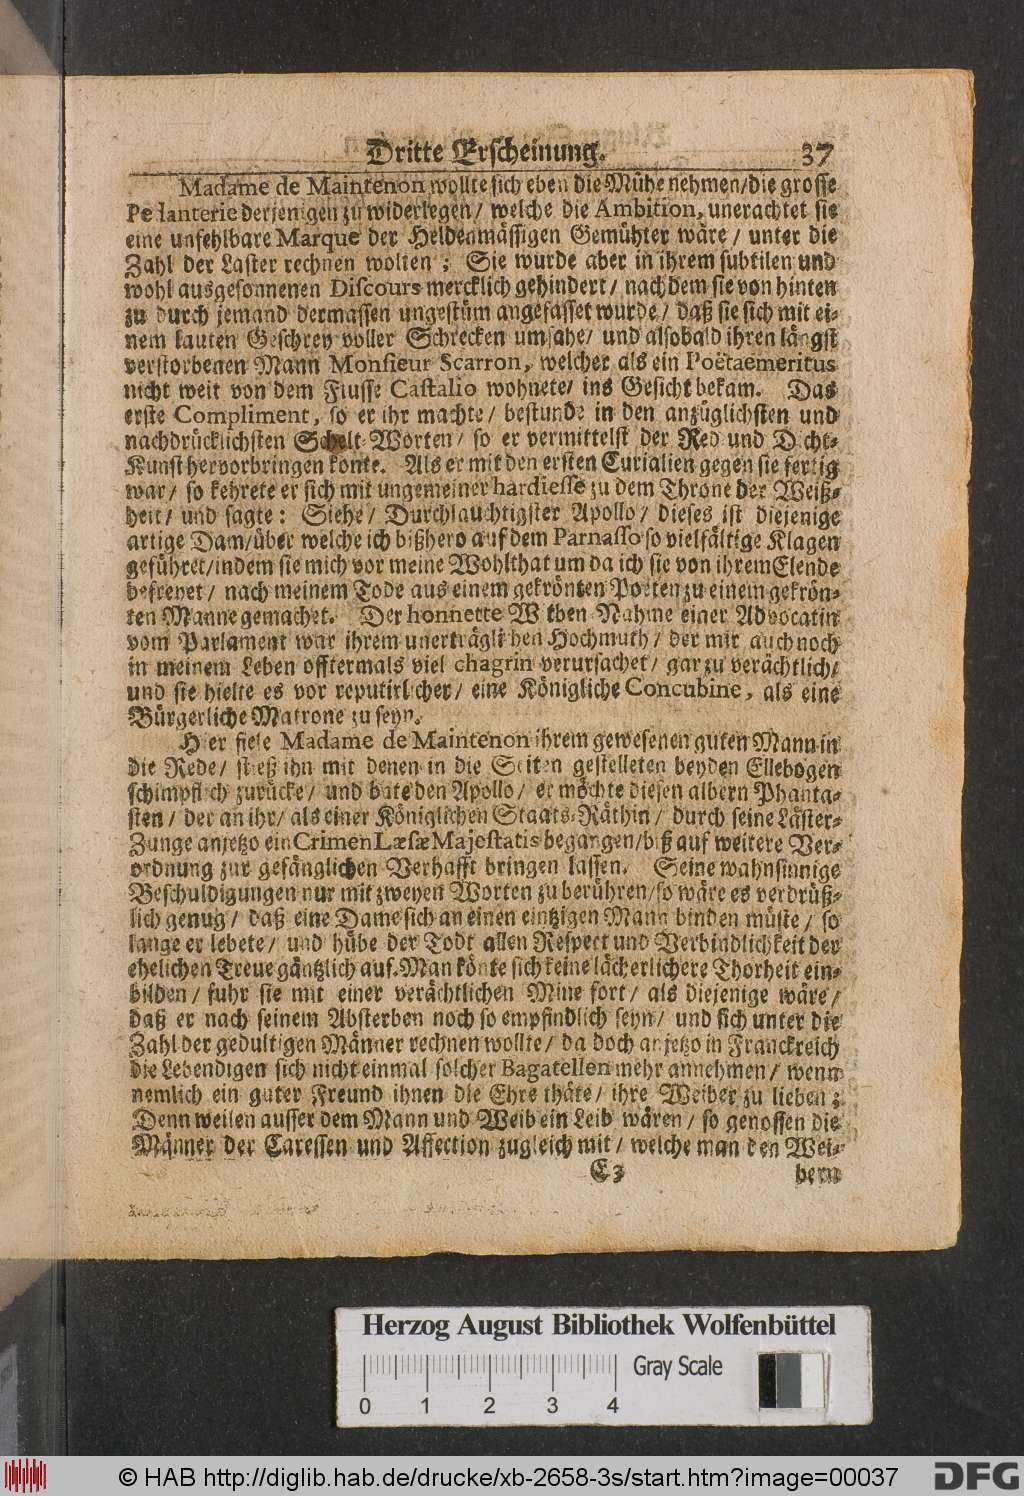 Dritte Erscheinung. 37
Madame de Maintenon wollte sich eben die Mühe nehmen/die grosse
Pedanterie derjenigen zu widerlegen/ welche die Ambition, unerachtet sie
eine unfehlbare Marque der Heldenmässigen Gemühter wäre/ unter die
Zahl der Laster rechnen wolten; Sie wurde aber in ihrem subtilen und
wohl ausgesonnenen Discours mercklich gehindert/ nachdem sie von hinten
zu durch jemand dermassen ungestüm angefasset wurde/ daß sie sich mit ei-
nem lauten Geschrey voller Schrecken umsahe/ und alsobald ihren längst
verstorbenen Mann Monsieur Scarron, welcher als ein Poëta emeritus
nicht weit von dem Flusse Castalio wohnete/ ins Gesicht bekam. Das
erste Compliment, so er ihr machte/ bestunde in den anzüglichsten und
nachdrücklichsten Schelt-Worten/ so er vermittelst der Red und Dicht-
Kunst hervorbringen konte. Als er mit den ersten Curialien gegen sie fertig
war/ so kehrete er sich mit ungemeiner hardiesse zu dem Throne der Weiß-
heit/ und sagte: Siehe/ Durchlauchtigster Apollo/ dieses ist diejenige
artige Dam/über welche ich bißhero auf dem Parnasso so vielfältige Klagen
geführet/indem sie mich vor meine Wohlthat um da ich sie von ihrem Elende
befreyet/ nach meinem Tode aus einem gekrönten Poeten zu einem gekrön-
ten Manne gemachet. Der honnette Witben-Nahme einer Advocatin
vom Parlament war ihrem unerträglichen Hochmuth/ der mir auch noch
in meinem Leben offtermals viel chagrin verursachet/ gar zu verächtlich/
und sie hielte es vor reputirlicher/ eine Königliche Concubine, als eine
Bürgerliche Matrone zu seyn.
Hier fiele Madame de Maintenon ihrem gewesenen guten Mann in
die Rede/ stieß ihn mit denen in die Seiten gestelleten beyden Ellebogen
schimpflich zurücke/ und bate den Apollo/ er möchte diesen albern Phanta-
sten/ der an ihr/ als einer Königlichen Staats-Räthin/ durch seine Läster-
Zunge anjetzo ein Crimen Læsæ Majestatis begangen/biß auf weitere Ver-
ordnung zur gefänglichen Verhafft bringen lassen. Seine wahnsinnige
Beschuldigungen nur mit zweyen Worten zu berühren/so wäre es verdrüß-
lich genug/ daß eine Dame sich an einen eintzigen Mann binden müste/ so
lange er lebete/ und hübe der Todt allen Respect und Verbindlichkeit der
ehelichen Treue gäntzlich auf. Man könte sich keine lächerlichere Thorheit ein-
bilden/ fuhr sie mit einer verächtlichen Mine fort/ als diejenige wäre/
daß er nach seinem Absterben noch so empfindlich seyn/ und sich unter die
Zahl der gedultigen Männer rechnen wollte/ da doch anjetzo in Franckreich
die Lebendigen sich nicht einmal solcher Bagatellen mehr annehmen/ wenn
nemlich ein guter Freund ihnen die Ehre thäte/ ihre Weiber zu lieben;
Denn weilen ausser dem Mann und Weib ein Leib wären/ so genossen die
Männer der Caressen und Affection zugleich mit/ welche man den Wei-
E3 bern
Herzog August Bibliothek Wolfenbüttel
Gray Scale
0 1 2 3 4
© HAB http://diglib.hab.de/drucke/xb-2658-3s/start.htm?image=00037 DFG